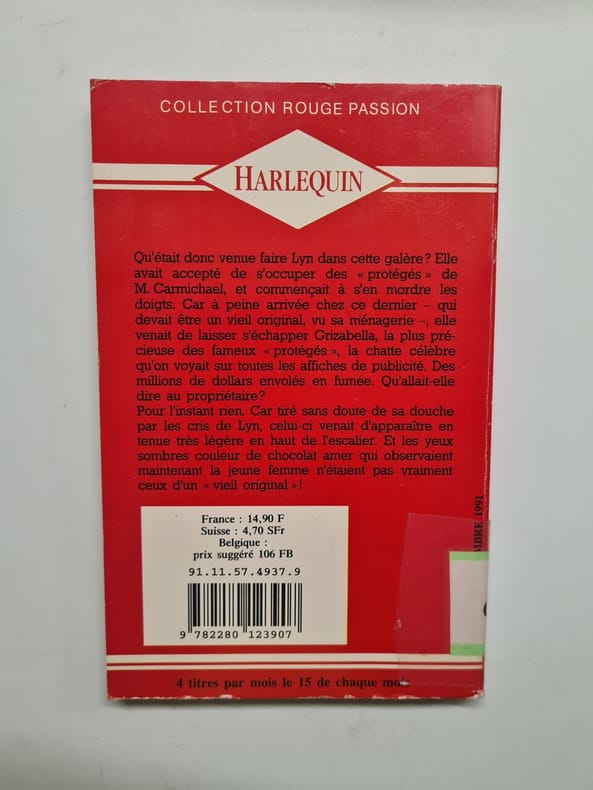 COLLECTION ROUGE PASSION
HARLEQUIN
Qu'était donc venue faire Lyn dans cette galère ? Elle
avait accepté de s'occuper des « protégés » de
M. Carmichael, et commençait à s'en mordre les
doigts. Car à peine arrivée chez ce dernier – qui
devait être un vieil original, vu sa ménagerie –, elle
venait de laisser s'échapper Grizabella, la plus pré-
cieuse des fameux « protégés », la chatte célèbre
qu'on voyait sur toutes les affiches de publicité. Des
millions de dollars envolés en fumée. Qu'allait-elle
dire au propriétaire ?
Pour l'instant rien. Car tiré sans doute de sa douche
par les cris de Lyn, celui-ci venait d'apparaître en
tenue très légère en haut de l'escalier. Et les yeux
sombres couleur de chocolat amer qui observaient
maintenant la jeune femme n'étaient pas vraiment
ceux d'un « vieil original » !
France : 14,90 F
Suisse : 4,70 SFr
Belgique :
prix suggéré 106 FB
91.11.57.4937.9
9 782280 123907
4 titres par mois le 15 de chaque mois
1991